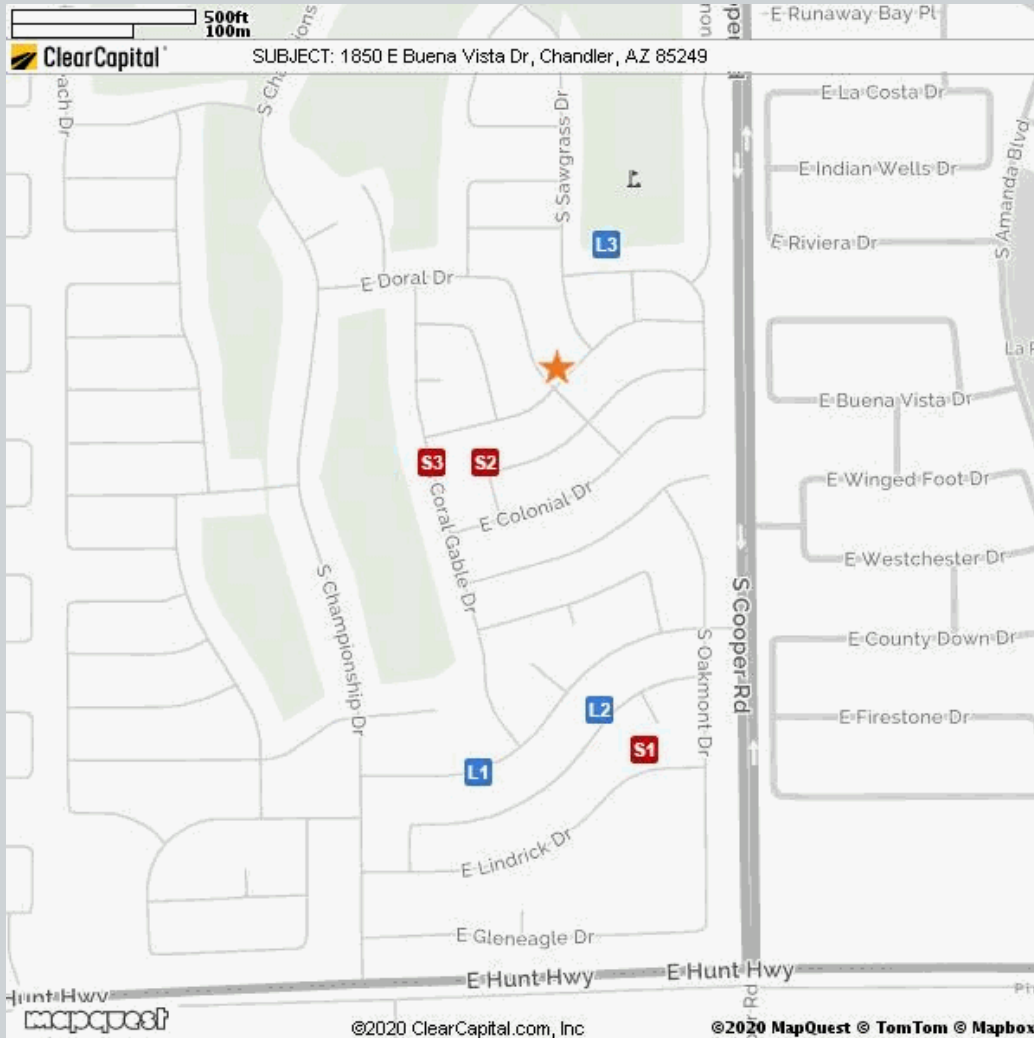 500ft
100m
ClearCapital
SUBJECT: 1850 E Buena Vista Dr, Chandler, AZ 85249
E Runaway Bay Pl
E La Costa Dr
E Indian Wells Dr
S Sawgrass Dr
S Amanda Blvd
E Riviera Dr
L3
E Doral Dr
E Buena Vista Dr
S3
S2
E Winged Foot Dr
E Colonial Dr
Coral Gable Dr
E Westchester Dr
S Championship Dr
S Cooper Rd
E County Down Dr
S Oakmont Dr
L2
E Firestone Dr
S1
L1
E Lindrick Dr
E Gleneagle Dr
E Hunt Hwy
E Hunt Hwy
Hunt Hwy
mapquest
©2020 ClearCapital.com, Inc
©2020 MapQuest © TomTom © Mapbox